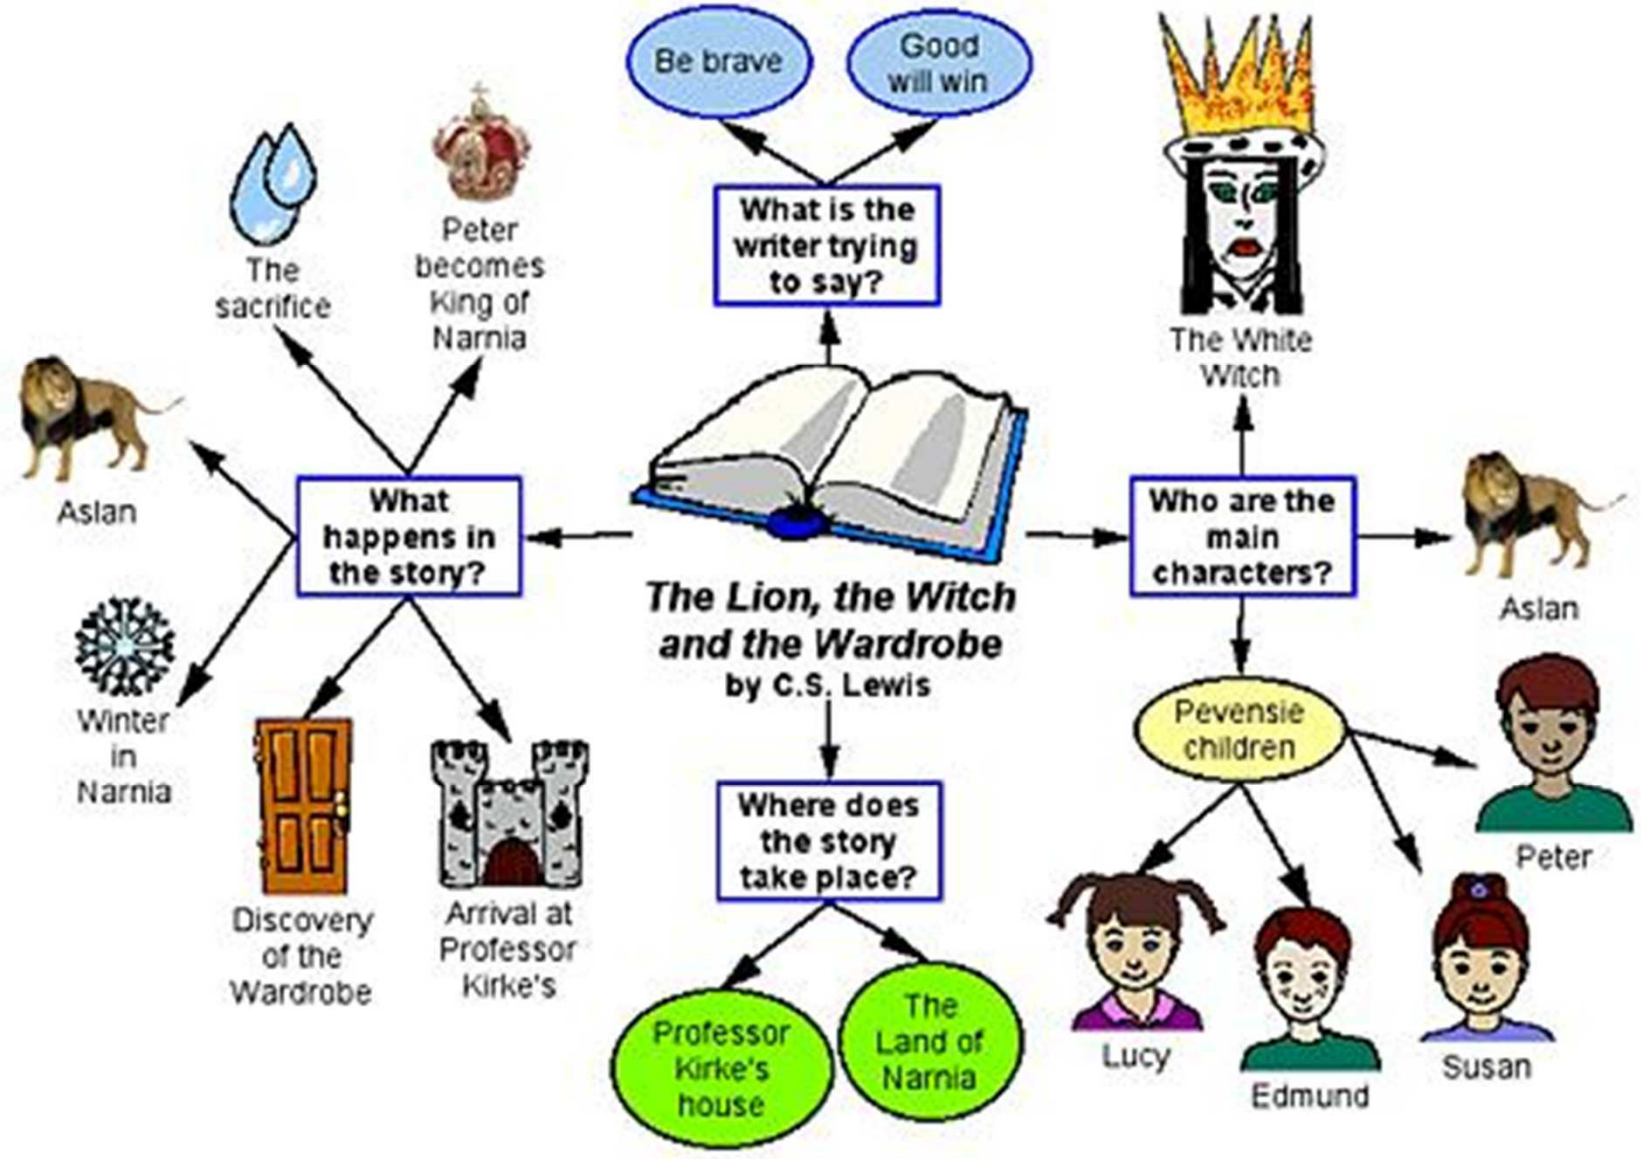 Be brave
Good
will win
What is the
writer trying
to say?
The
sacrifice
Peter
becomes
King of
Narnia
Aslan
What
happens in
the story?
Winter
in
Narnia
Discovery
of the
Wardrobe
Arrival at
Professor
Kirke's
The Lion, the Witch
and the Wardrobe
by C.S. Lewis
The White
Witch
Who are the
main
characters?
Aslan
Pevensie
children
Peter
Lucy
Edmund
Susan
Where does
the story
take place?
Professor
Kirke's
house
The
Land of
Narnia